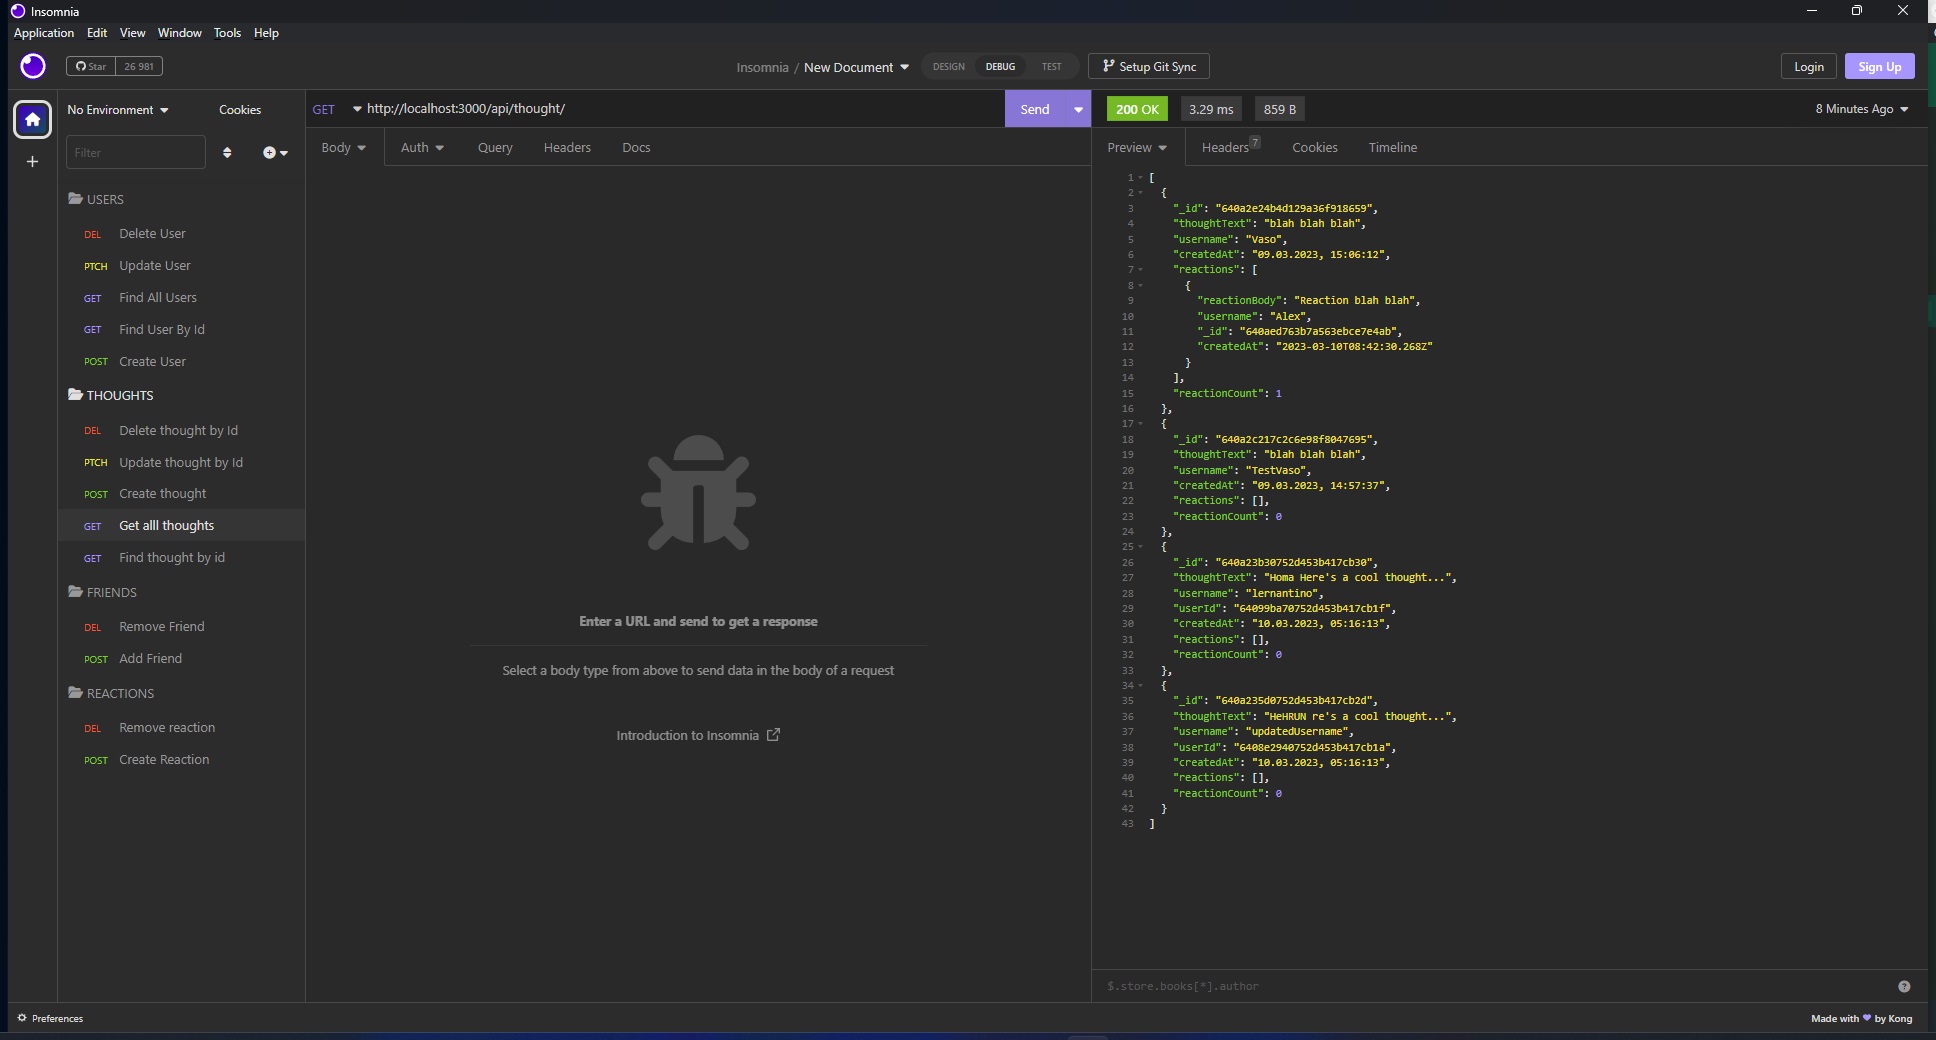 Insomnia
Application Edit View Window Tools Help
Star 26 981
Insomnia / New Document
DESIGN DEBUG TEST
Setup Git Sync
Login
Sign Up
No Environment
Cookies
GET http://localhost:3000/api/thought/
Send
200 OK
3.29 ms
859 B
8 Minutes Ago
Filter
Body Auth Query Headers Docs
Preview Headers 7 Cookies Timeline
USERS
DEL Delete User
PTCH Update User
GET Find All Users
GET Find User By Id
POST Create User
THOUGHTS
DEL Delete thought by Id
PTCH Update thought by Id
POST Create thought
GET Get alll thoughts
GET Find thought by id
FRIENDS
DEL Remove Friend
POST Add Friend
REACTIONS
DEL Remove reaction
POST Create Reaction
Enter a URL and send to get a response
Select a body type from above to send data in the body of a request
Introduction to Insomnia
1 [
2 {
3 "_id": "640a2e24b4d129a36f918659",
4 "thoughtText": "blah blah blah",
5 "username": "Vaso",
6 "createdAt": "09.03.2023, 15:06:12",
7 "reactions": [
8 {
9 "reactionBody": "Reaction blah blah",
10 "username": "Alex",
11 "_id": "640aed763b7a563ebce7e4ab",
12 "createdAt": "2023-03-10T08:42:30.268Z"
13 }
14 ],
15 "reactionCount": 1
16 },
17 {
18 "_id": "640a2c217c2c6e98f8047695",
19 "thoughtText": "blah blah blah",
20 "username": "TestVaso",
21 "createdAt": "09.03.2023, 14:57:37",
22 "reactions": [],
23 "reactionCount": 0
24 },
25 {
26 "_id": "640a23b30752d453b417cb30",
27 "thoughtText": "Homa Here's a cool thought...",
28 "username": "lernantino",
29 "userId": "64099ba70752d453b417cb1f",
30 "createdAt": "10.03.2023, 05:16:13",
31 "reactions": [],
32 "reactionCount": 0
33 },
34 {
35 "_id": "640a235d0752d453b417cb2d",
36 "thoughtText": "HeHRUN re's a cool thought...",
37 "username": "updatedUsername",
38 "userId": "6408e2940752d453b417cb1a",
39 "createdAt": "10.03.2023, 05:16:13",
40 "reactions": [],
41 "reactionCount": 0
42 }
43 ]
$.store.books[*].author
Preferences
Made with ♥ by Kong